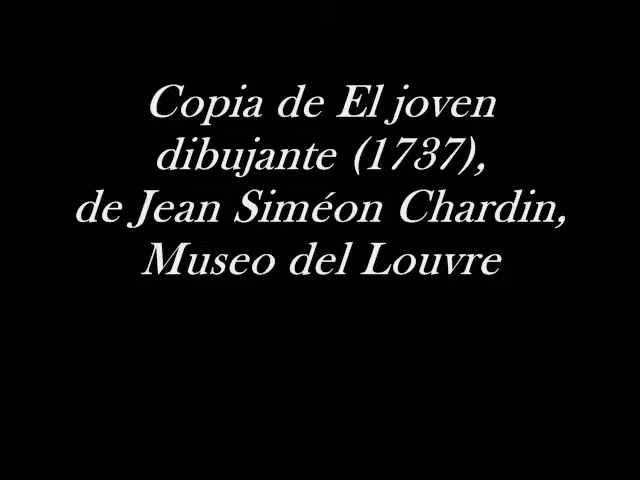 Copia de El joven
dibujante (1737),
de Jean Siméon Chardin,
Museo del Louvre